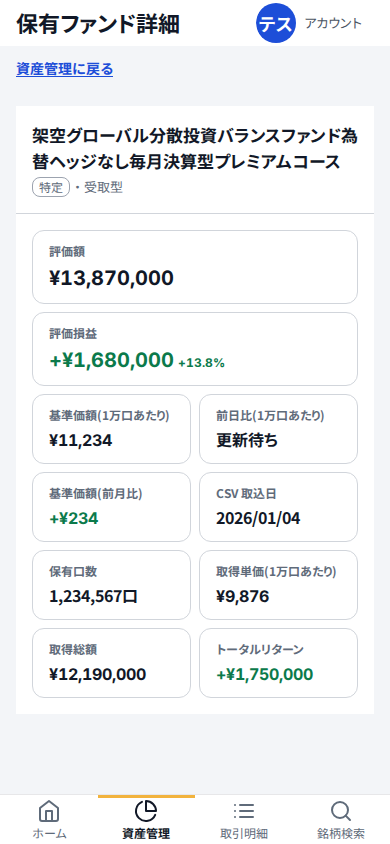 保有ファンド詳細
テス アカウント
資産管理に戻る
架空グローバル分散投資バランスファンド為
替ヘッジなし毎月決算型プレミアムコース
特定 ・受取型
評価額
¥13,870,000
評価損益
+¥1,680,000 +13.8%
基準価額(1万口あたり) 前日比(1万口あたり)
¥11,234 更新待ち
基準価額(前月比) CSV 取込日
+¥234 2026/01/04
保有口数 取得単価(1万口あたり)
1,234,567口 ¥9,876
取得総額 トータルリターン
¥12,190,000 +¥1,750,000
ホーム 資産管理 取引明細 銘柄検索